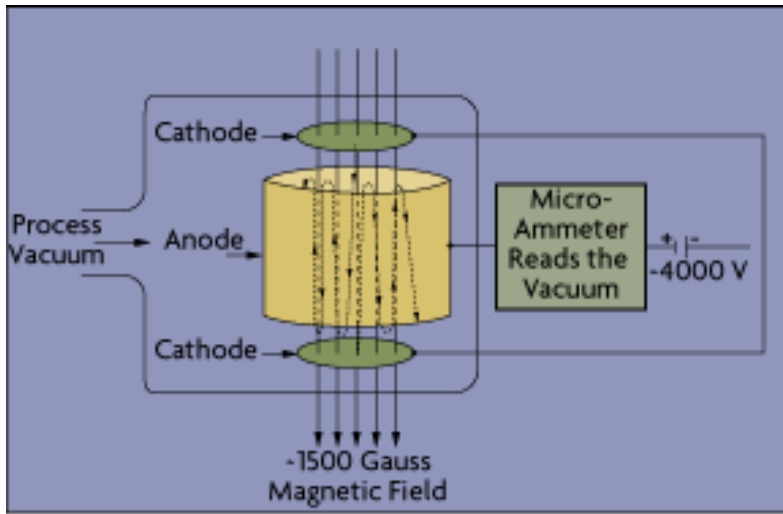 Cathode
Process
Vacuum
Anode
Micro-
Ammeter
Reads the
Vacuum
+ -
~4000 V
Cathode
~1500 Gauss
Magnetic Field